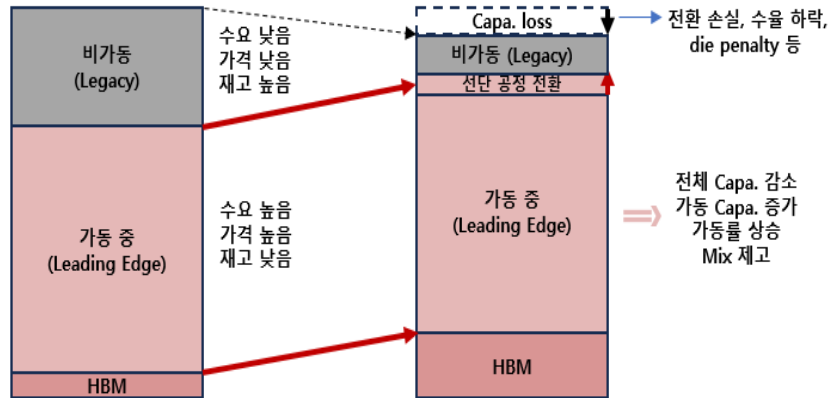 비가동
(Legacy)
가동 중
(Leading Edge)
HBM
수요 낮음
가격 낮음
재고 높음
수요 높음
가격 높음
재고 낮음
Capa. loss
비가동 (Legacy)
선단 공정 전환
가동 중
(Leading Edge)
HBM
전환 손실, 수율 하락,
die penalty 등
전체 Capa. 감소
가동 Capa. 증가
가동률 상승
Mix 제고